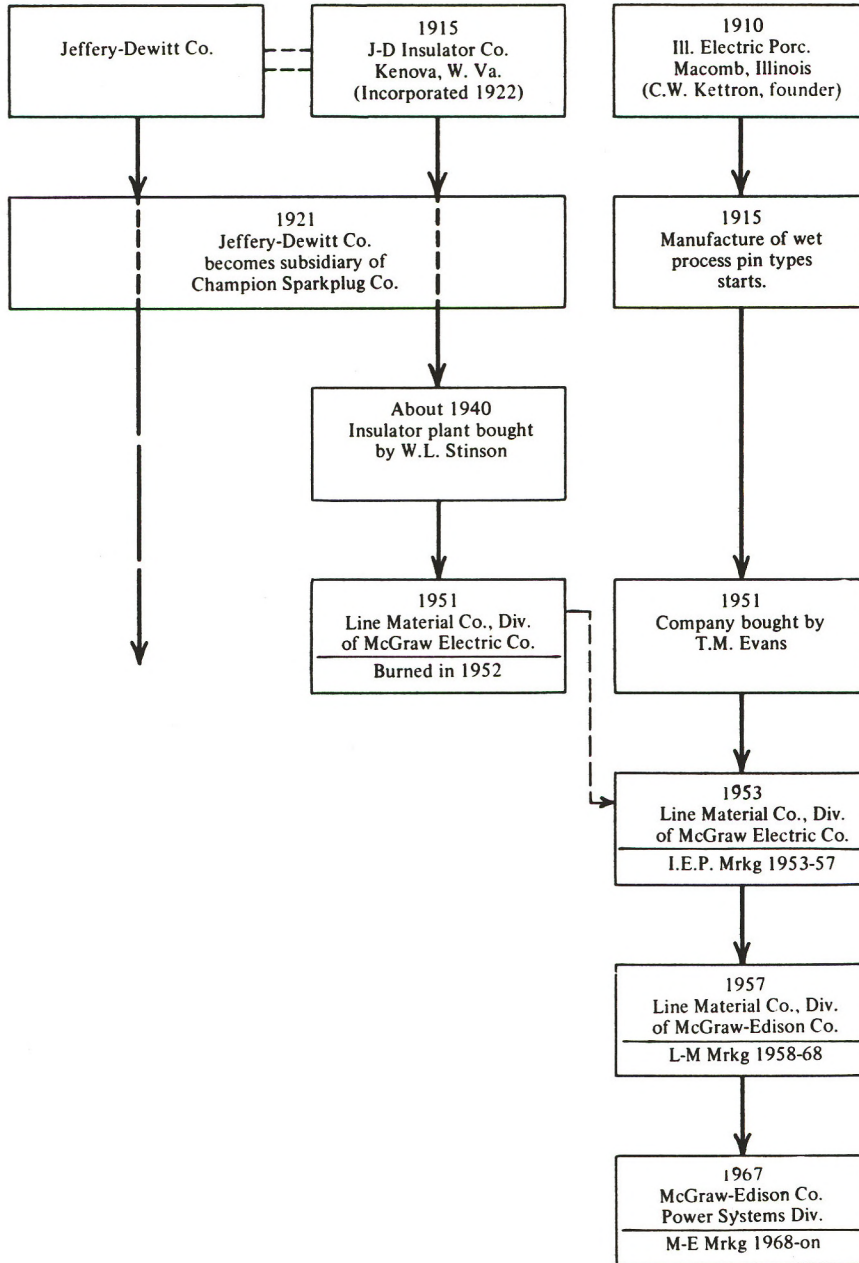 Jeffery-Dewitt Co.
1915
J-D Insulator Co.
Kenova, W. Va.
(Incorporated 1922)
1910
Ill. Electric Porc.
Macomb, Illinois
(C.W. Kettron, founder)
1921
Jeffery-Dewitt Co.
becomes subsidiary of
Champion Sparkplug Co.
1915
Manufacture of wet
process pin types
starts.
About 1940
Insulator plant bought
by W.L. Stinson
1951
Line Material Co., Div.
of McGraw Electric Co.
Burned in 1952
1951
Company bought by
T.M. Evans
1953
Line Material Co., Div.
of McGraw Electric Co.
I.E.P. Mrkg 1953-57
1957
Line Material Co., Div.
of McGraw-Edison Co.
L-M Mrkg 1958-68
1967
McGraw-Edison Co.
Power Systems Div.
M-E Mrkg 1968-on